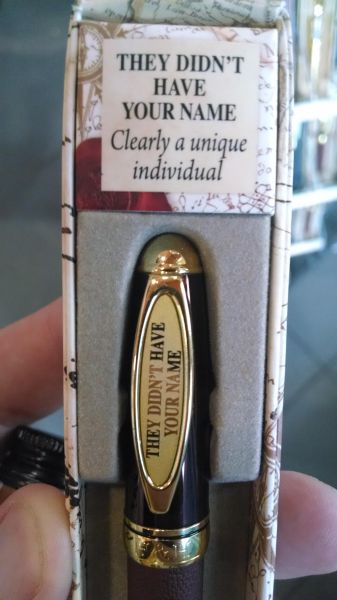 THEY DIDN'T
HAVE
YOUR NAME
Clearly a unique
individual
THEY DIDN'T HAVE
YOUR NAME